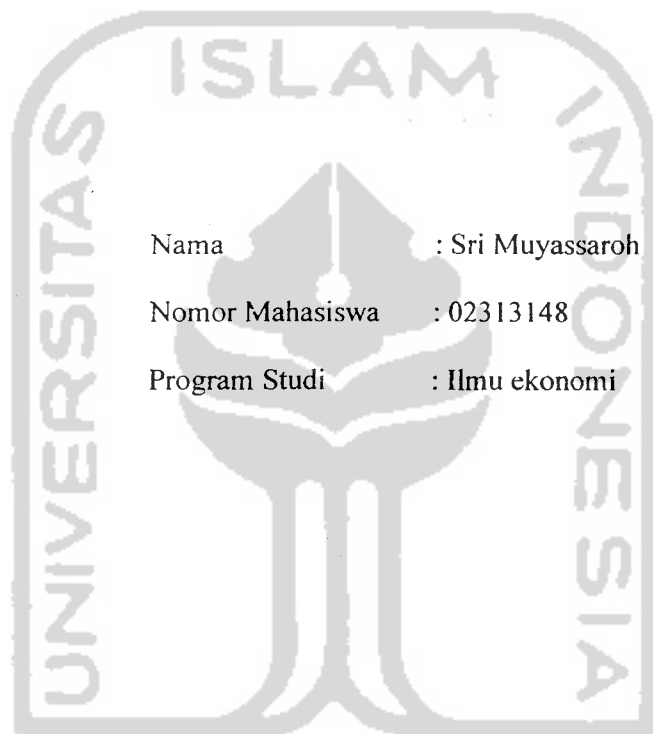 ISLAM
UNIVERSITAS
INDONESIA
Nama : Sri Muyassaroh
Nomor Mahasiswa : 02313148
Program Studi : Ilmu ekonomi